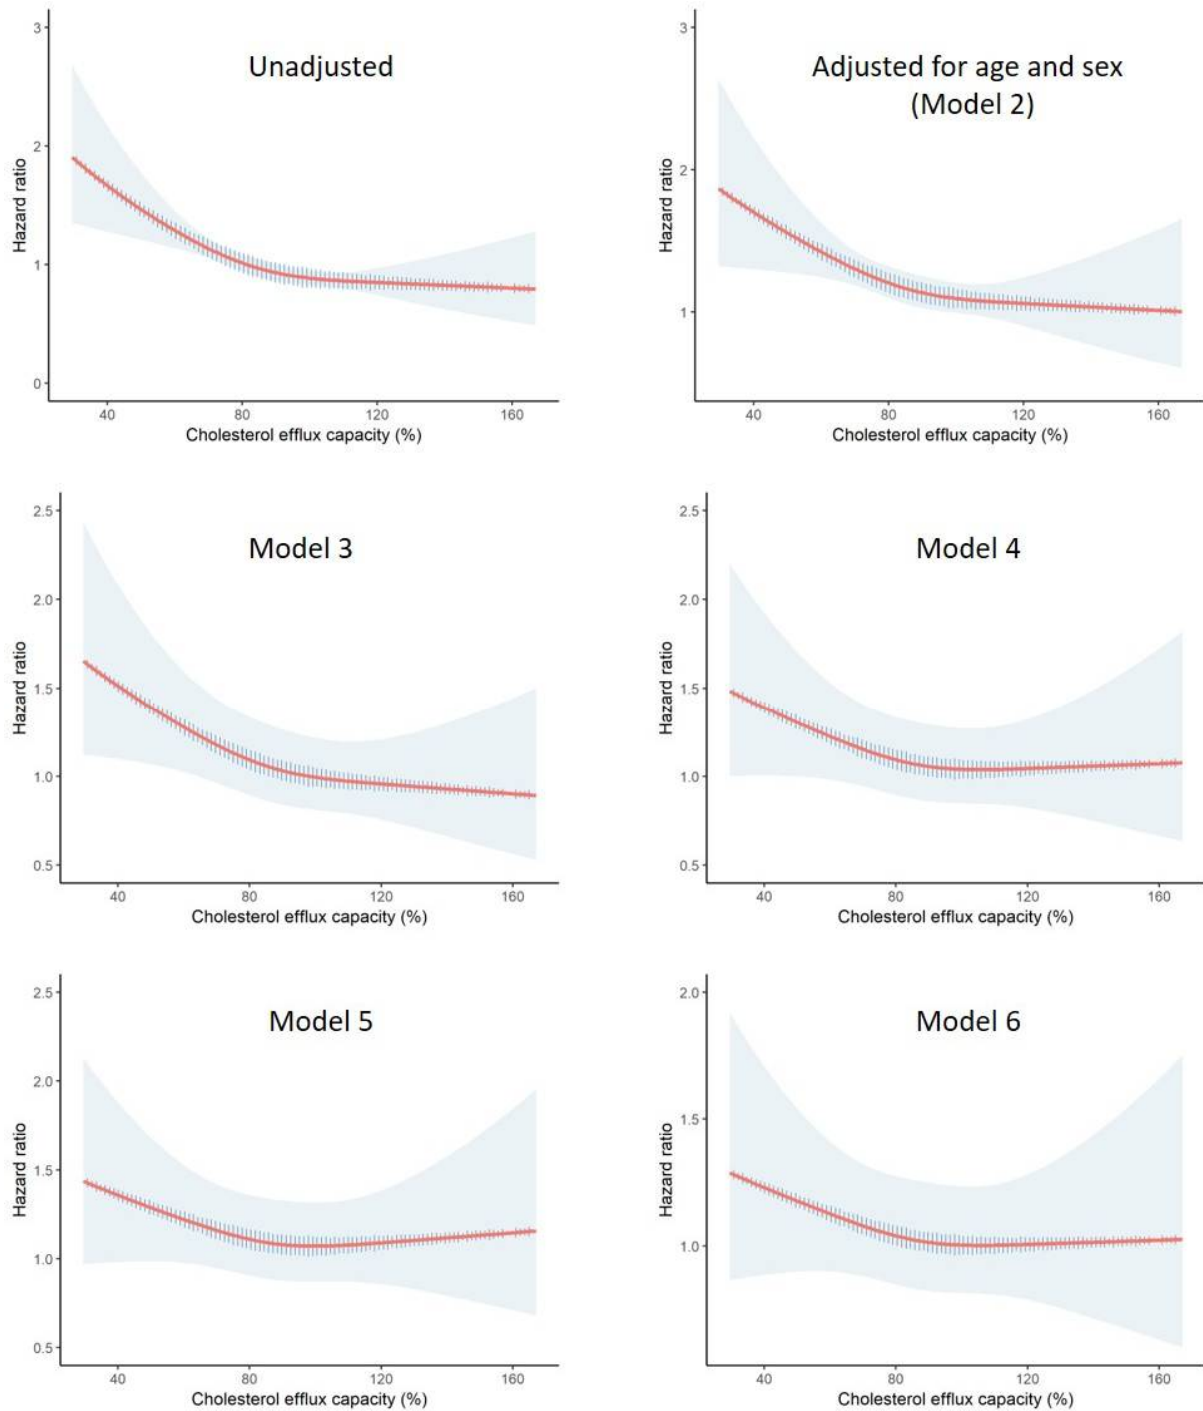 Unadjusted
Hazard ratio
3
2
1
0
40 80 120 160
Cholesterol efflux capacity (%)
Adjusted for age and sex
(Model 2)
Hazard ratio
3
2
1
40 80 120 160
Cholesterol efflux capacity (%)
Model 3
Hazard ratio
2.5
2.0
1.5
1.0
0.5
40 80 120 160
Cholesterol efflux capacity (%)
Model 4
Hazard ratio
2.5
2.0
1.5
1.0
0.5
40 80 120 160
Cholesterol efflux capacity (%)
Model 5
Hazard ratio
2.5
2.0
1.5
1.0
0.5
40 80 120 160
Cholesterol efflux capacity (%)
Model 6
Hazard ratio
2.0
1.5
1.0
40 80 120 160
Cholesterol efflux capacity (%)